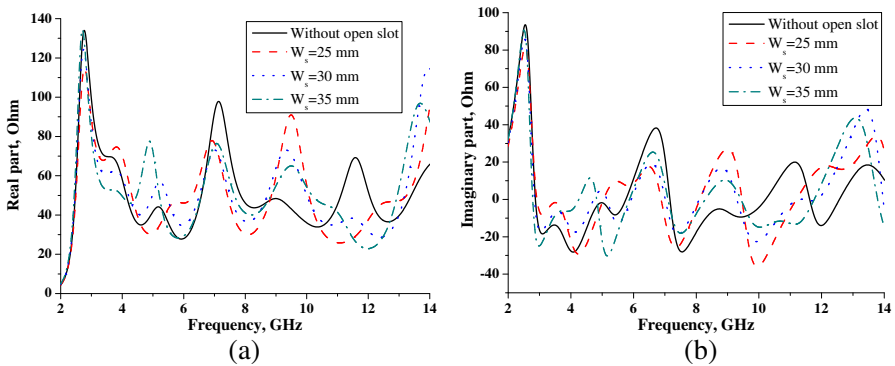 140
120
100
80
60
40
20
0
Real part, Ohm
2 4 6 8 10 12 14
Frequency, GHz
Without open slot
Wₛ=25 mm
Wₛ=30 mm
Wₛ=35 mm
(a)
100
80
60
40
20
0
-20
-40
Imaginary part, Ohm
2 4 6 8 10 12 14
Frequency, GHz
Without open slot
Wₛ=25 mm
Wₛ=30 mm
Wₛ=35 mm
(b)